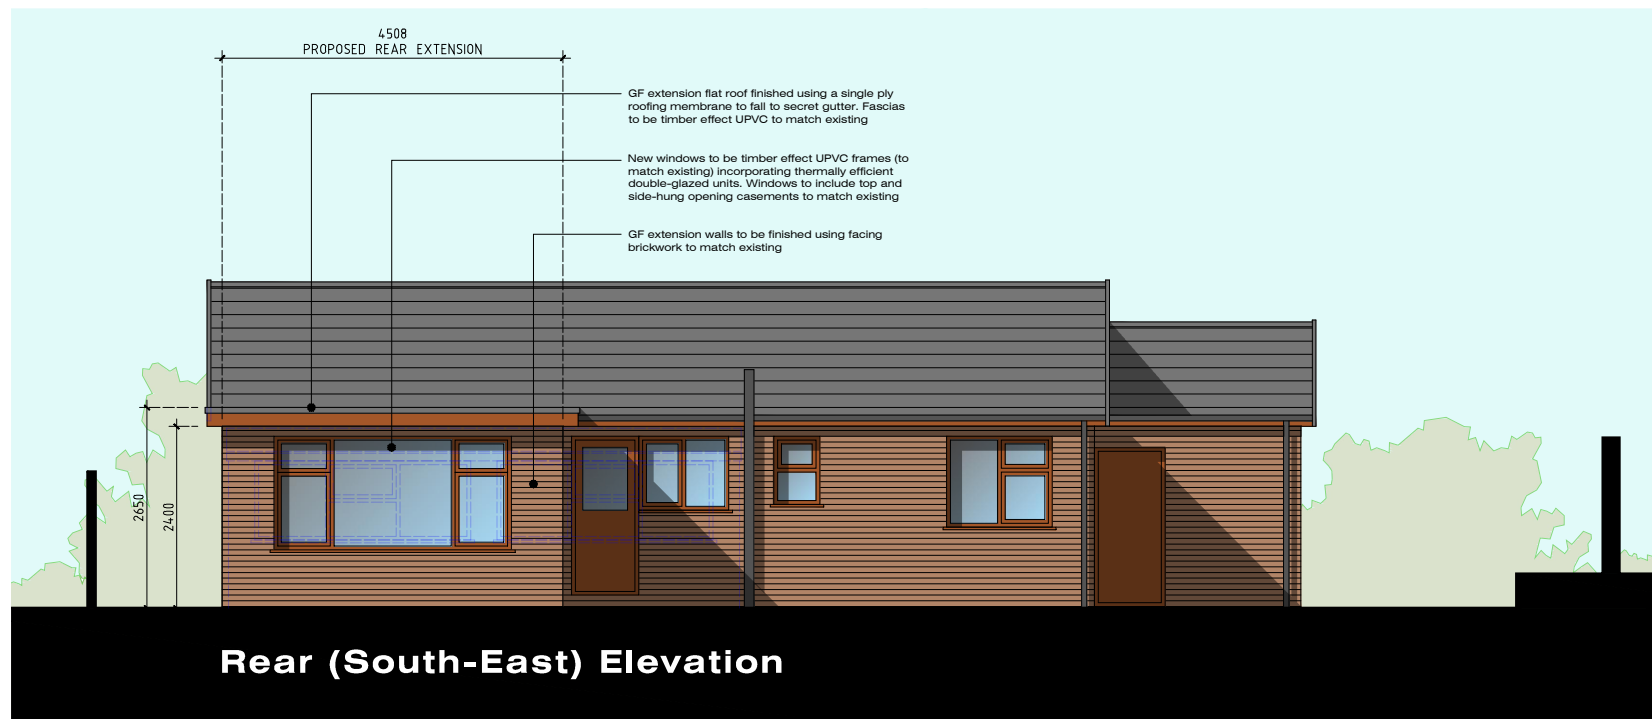 4508
PROPOSED REAR EXTENSION
GF extension flat roof finished using a single ply
roofing membrane to fall to secret gutter. Fascias
to be timber effect UPVC to match existing
New windows to be timber effect UPVC frames (to
match existing) incorporating thermally efficient
double-glazed units. Windows to include top and
side-hung opening casements to match existing
GF extension walls to be finished using facing
brickwork to match existing
2650
2400
Rear (South-East) Elevation